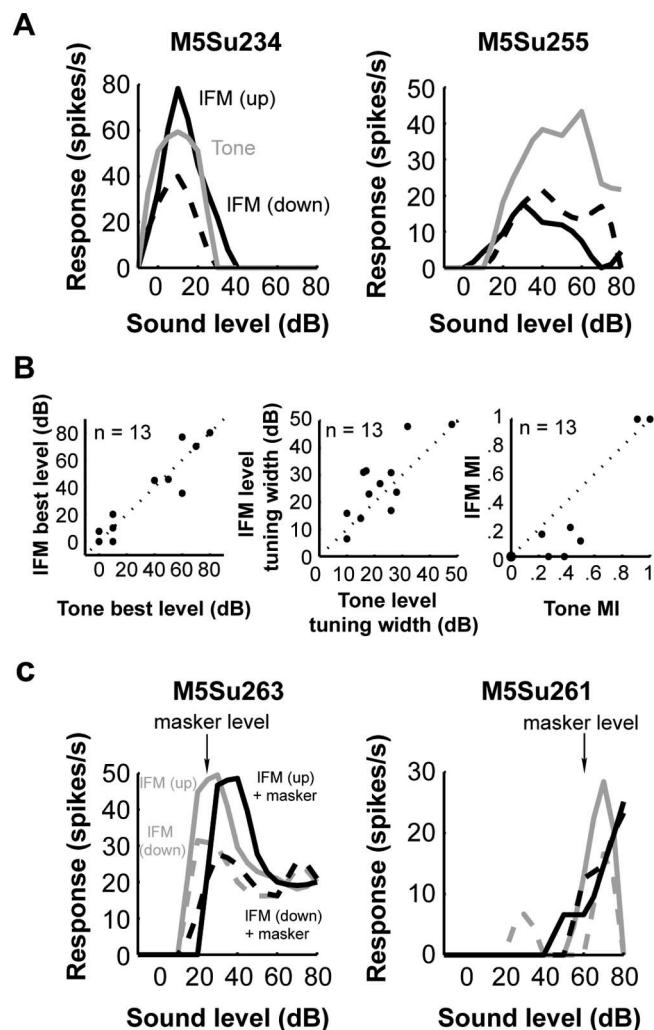 A
M5Su234
M5Su255
Response (spikes/s)
80
60
40
20
0
IFM (up)
Tone
IFM (down)
0 20 40 60 80
Sound level (dB)
Response (spikes/s)
50
40
30
20
10
0
0 20 40 60 80
Sound level (dB)
B
IFM best level (dB)
80
40
0
n = 13
0 20 40 60 80
Tone best level (dB)
IFM level
tuning width (dB)
50
40
30
20
10
0
n = 13
0 10 20 30 50
Tone level
tuning width (dB)
IFM MI
1
.8
.6
.4
.2
0
n = 13
0 .2 .4 .6 .8 1
Tone MI
C
M5Su263
masker level
Response (spikes/s)
50
40
30
20
10
0
IFM (up)
IFM
(down)
IFM (up)
+ masker
IFM (down)
+ masker
0 20 40 60 80
Sound level (dB)
M5Su261
masker level
Response (spikes/s)
30
20
10
0
0 20 40 60 80
Sound level (dB)